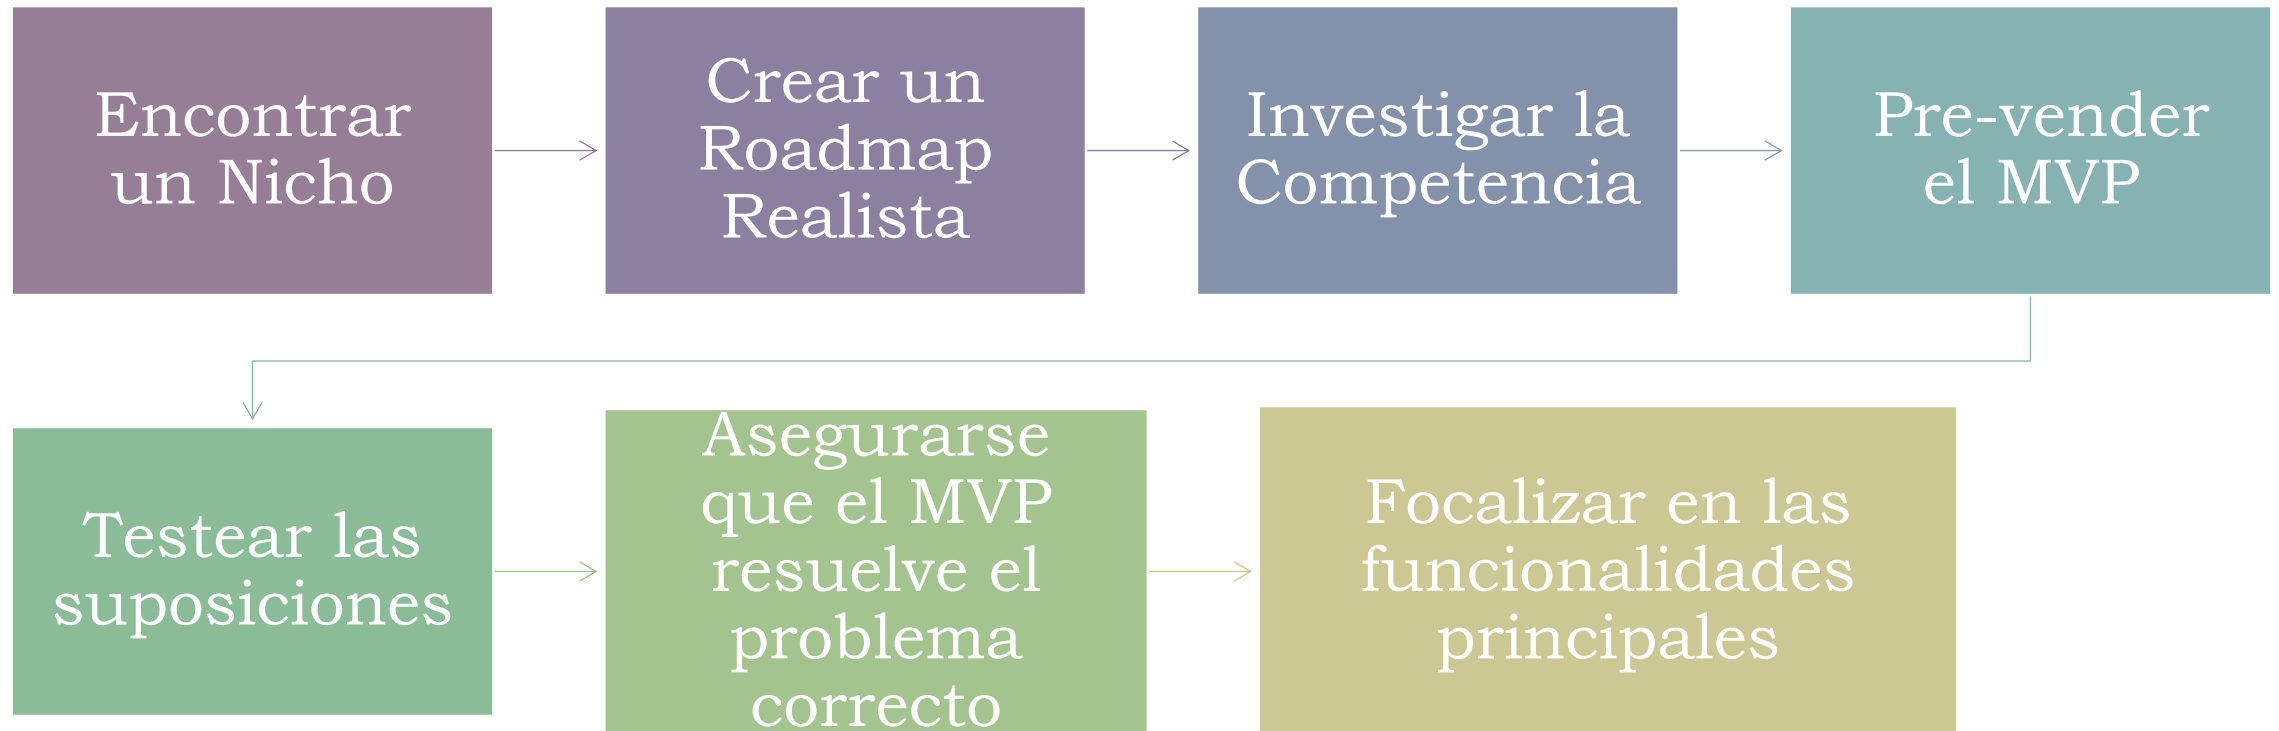 Encontrar
un Nicho
Crear un
Roadmap
Realista
Investigar la
Competencia
Pre-vender
el MVP
Testear las
suposiciones
Asegurarse
que el MVP
resuelve el
problema
correcto
Focalizar en las
funcionalidades
principales